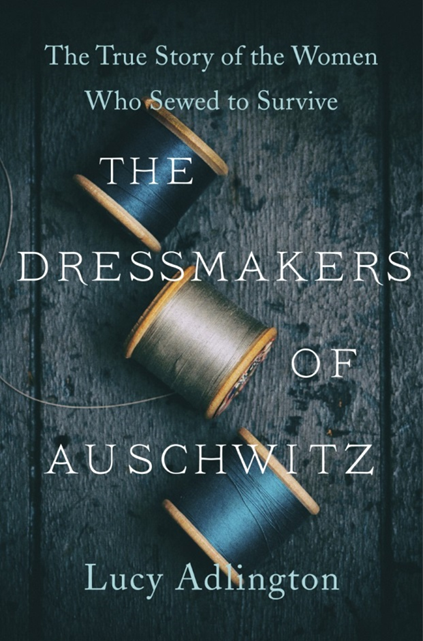 The True Story of the Women
Who Sewed to Survive
THE
DRESSMAKERS
OF
AUSCHWITZ
Lucy Adlington